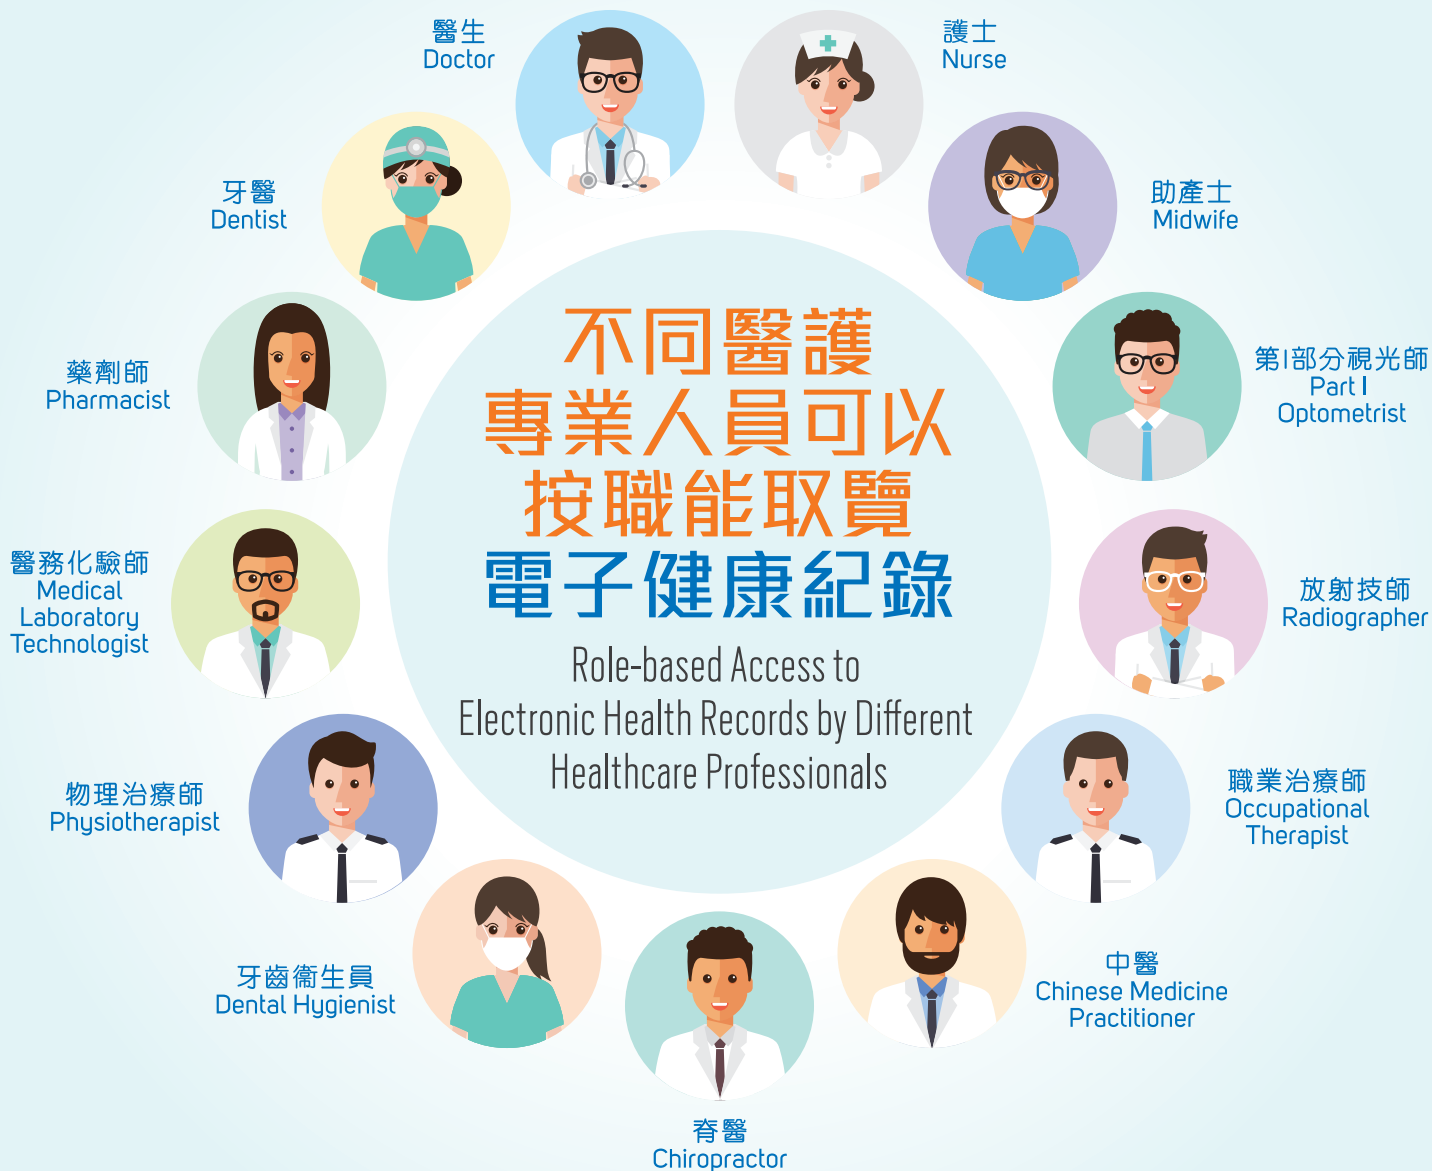 醫生
Doctor
護士
Nurse
牙醫
Dentist
助產士
Midwife
藥劑師
Pharmacist
第I部分視光師
Part I
Optometrist
不同醫護
專業人員可以
按職能取覽
電子健康紀錄
Role-based Access to
Electronic Health Records by Different
Healthcare Professionals
醫務化驗師
Medical
Laboratory
Technologist
放射技師
Radiographer
物理治療師
Physiotherapist
職業治療師
Occupational
Therapist
牙齒衞生員
Dental Hygienist
中醫
Chinese Medicine
Practitioner
脊醫
Chiropractor